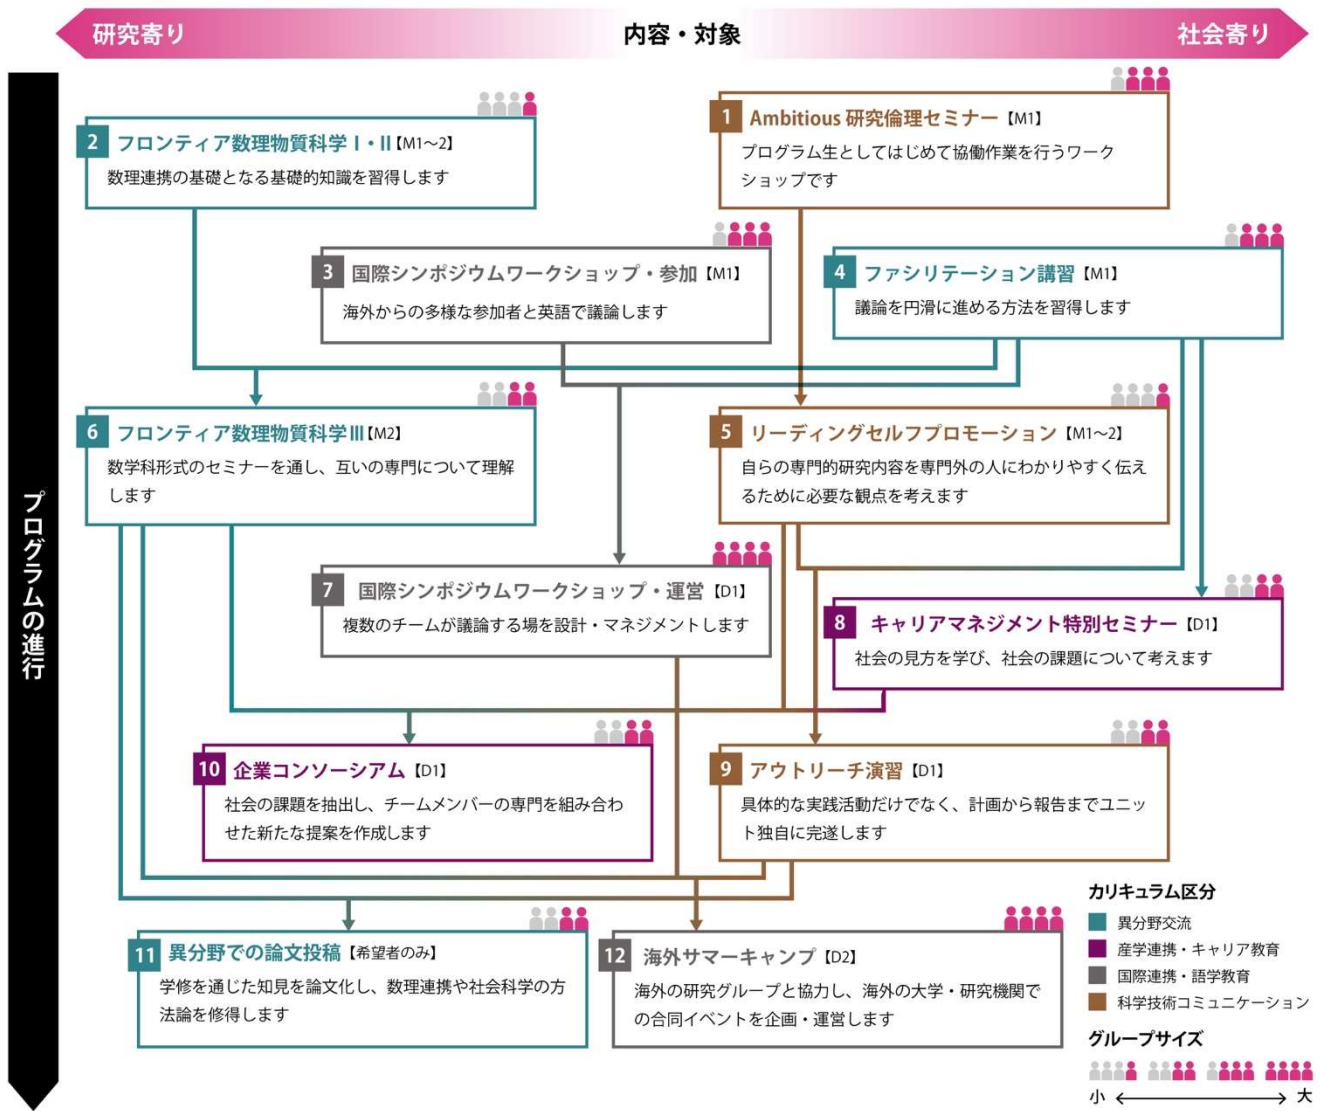 研究寄り
内容・対象
社会寄り
プログラムの進行
1 Ambitious 研究倫理セミナー【M1】
プログラム生としてはじめて協働作業を行うワーク
ショップです
2 フロンティア数理物質科学 I・II【M1〜2】
数理連携の基礎となる基礎的知識を習得します
3 国際シンポジウムワークショップ・参加【M1】
海外からの多様な参加者と英語で議論します
4 ファシリテーション講習【M1】
議論を円滑に進める方法を習得します
6 フロンティア数理物質科学Ⅲ【M2】
数学科形式のセミナーを通し、互いの専門について理解
します
5 リーディングセルフプロモーション【M1〜2】
自らの専門的研究内容を専門外の人にわかりやすく伝え
るために必要な観点を考えます
7 国際シンポジウムワークショップ・運営【D1】
複数のチームが議論する場を設計・マネジメントします
8 キャリアマネジメント特別セミナー【D1】
社会の見方を学び、社会の課題について考えます
10 企業コンソーシアム【D1】
社会の課題を抽出し、チームメンバーの専門を組み合わ
せた新たな提案を作成します
9 アウトリーチ演習【D1】
具体的な実践活動だけでなく、計画から報告までユニッ
ト独自に完遂します
11 異分野での論文投稿【希望者のみ】
学修を通じた知見を論文化し、数理連携や社会科学の方
法論を修得します
12 海外サマーキャンプ【D2】
海外の研究グループと協力し、海外の大学・研究機関で
の合同イベントを企画・運営します
カリキュラム区分
異分野交流
産学連携・キャリア教育
国際連携・語学教育
科学技術コミュニケーション
グループサイズ
小 大